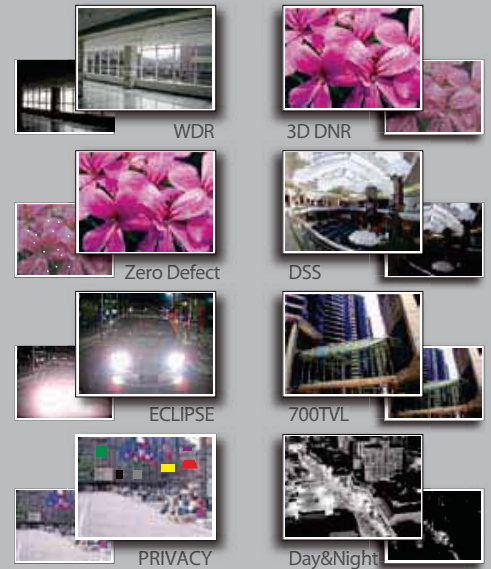 WDR
3D DNR
Zero Defect
DSS
ECLIPSE
700TVL
PRIVACY
Day&Night